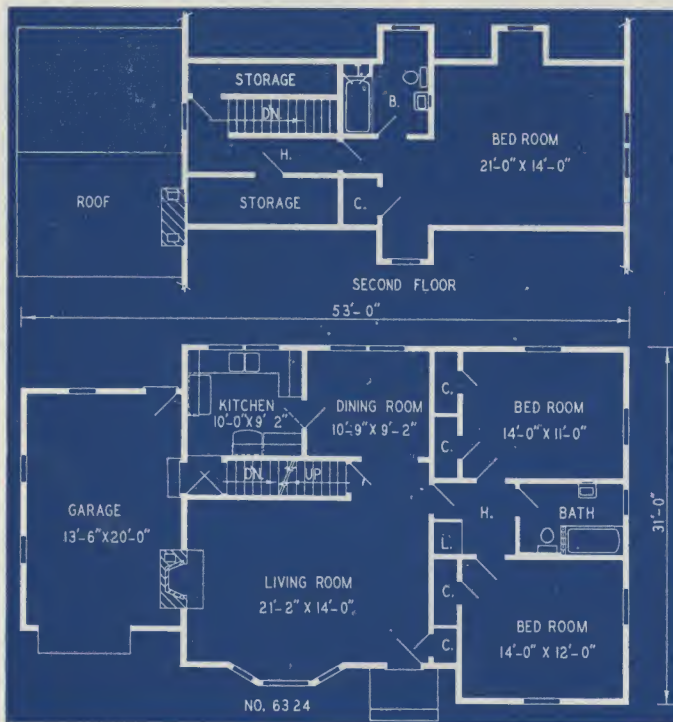 STORAGE
DN.
B.
BED ROOM
21'-0" X 14'-0"
H.
ROOF
STORAGE
C.
SECOND FLOOR
53'-0"
KITCHEN
10'-0"X9' 2"
DINING ROOM
10'-9"X9'-2"
C.
BED ROOM
14'-0" X 11'-0"
C.
DN.
UP
GARAGE
13'-6"X20'-0"
H.
BATH
31'-0"
L.
LIVING ROOM
21'-2" X 14'-0"
C.
BED ROOM
14'-0" X 12'-0"
C.
NO. 6324